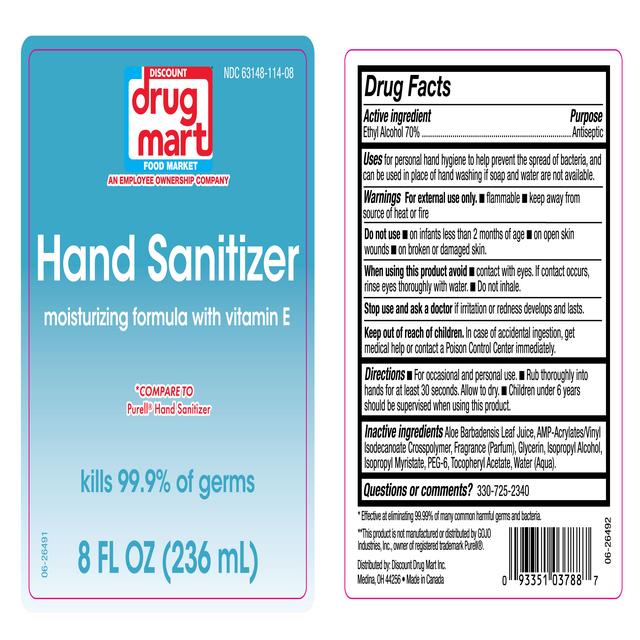 DISCOUNT
drug
mart
FOOD MARKET
AN EMPLOYEE OWNERSHIP COMPANY
NDC 63148-114-08
Hand Sanitizer
moisturizing formula with vitamin E
*COMPARE TO
Purell® Hand Sanitizer
kills 99.9% of germs
8 FL OZ (236 mL)
06-26491
Drug Facts
Active ingredient Purpose
Ethyl Alcohol 70% ........ Antiseptic
Uses for personal hand hygiene to help prevent the spread of bacteria, and
can be used in place of hand washing if soap and water are not available.
Warnings For external use only. ■ flammable ■ keep away from
source of heat or fire
Do not use ■ on infants less than 2 months of age ■ on open skin
wounds ■ on broken or damaged skin.
When using this product avoid ■ contact with eyes. If contact occurs,
rinse eyes thoroughly with water. ■ Do not inhale.
Stop use and ask a doctor if irritation or redness develops and lasts.
Keep out of reach of children. In case of accidental ingestion, get
medical help or contact a Poison Control Center immediately.
Directions ■ For occasional and personal use. ■ Rub thoroughly into
hands for at least 30 seconds. Allow to dry. ■ Children under 6 years
should be supervised when using this product.
Inactive ingredients Aloe Barbadensis Leaf Juice, AMP-Acrylates/Vinyl
Isodecanoate Crosspolymer, Fragrance (Parfum), Glycerin, Isopropyl Alcohol,
Isopropyl Myristate, PEG-6, Tocopheryl Acetate, Water (Aqua).
Questions or comments? 330-725-2340
* Effective at eliminating 99.99% of many common harmful germs and bacteria.
**This product is not manufactured or distributed by GOJO
Industries, Inc., owner of registered trademark Purell®.
Distributed by: Discount Drug Mart Inc.
Medina, OH 44256 • Made in Canada
0 93351 03788 7
06-26492